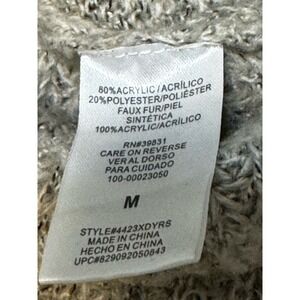 80%ACRYLIC/ACRÍLICO
20%POLYESTER/POLIÉSTER
FAUX FUR/PIEL
SINTÉTICA
100%ACRYLIC/ACRÍLICO
RN#39831
CARE ON REVERSE
VER AL DORSO
PARA CUIDADO
100-00023050
M
STYLE#4423XDYRS
MADE IN CHINA
HECHO EN CHINA
UPC#829092050843